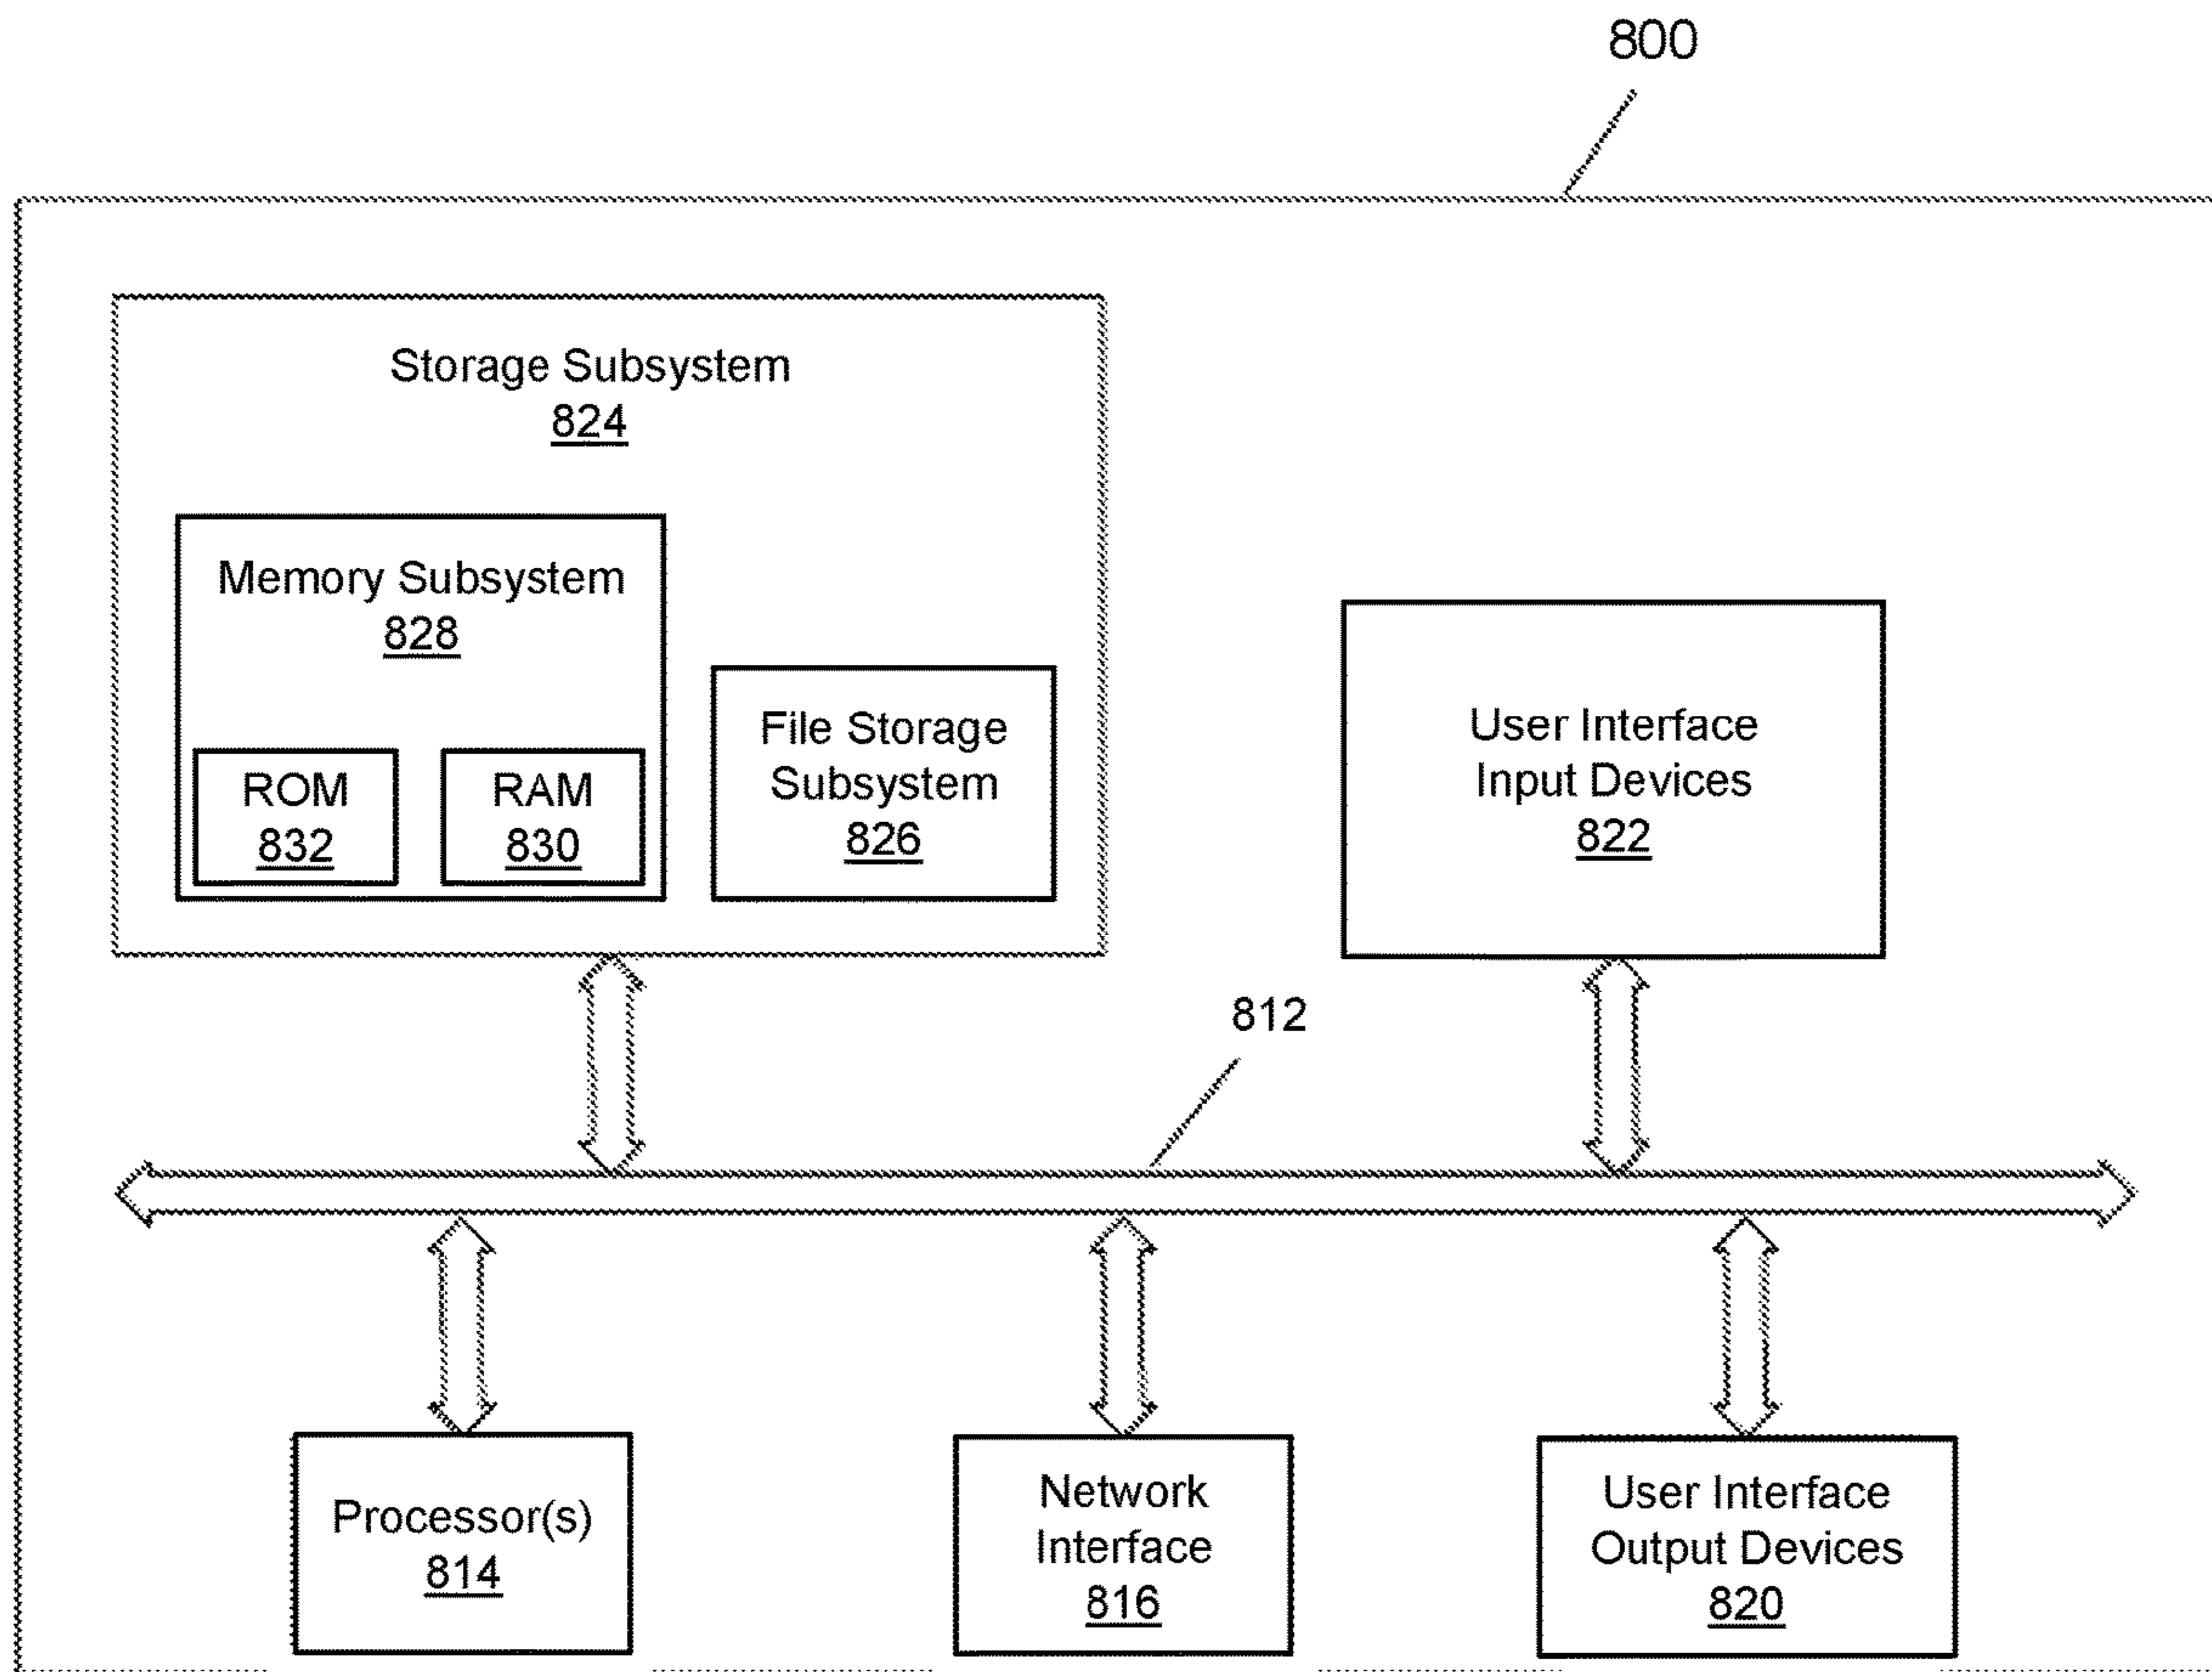 800
Storage Subsystem
824
Memory Subsystem
828
ROM
832
RAM
830
File Storage
Subsystem
826
User Interface
Input Devices
822
812
Processor(s)
814
Network
Interface
816
User Interface
Output Devices
820